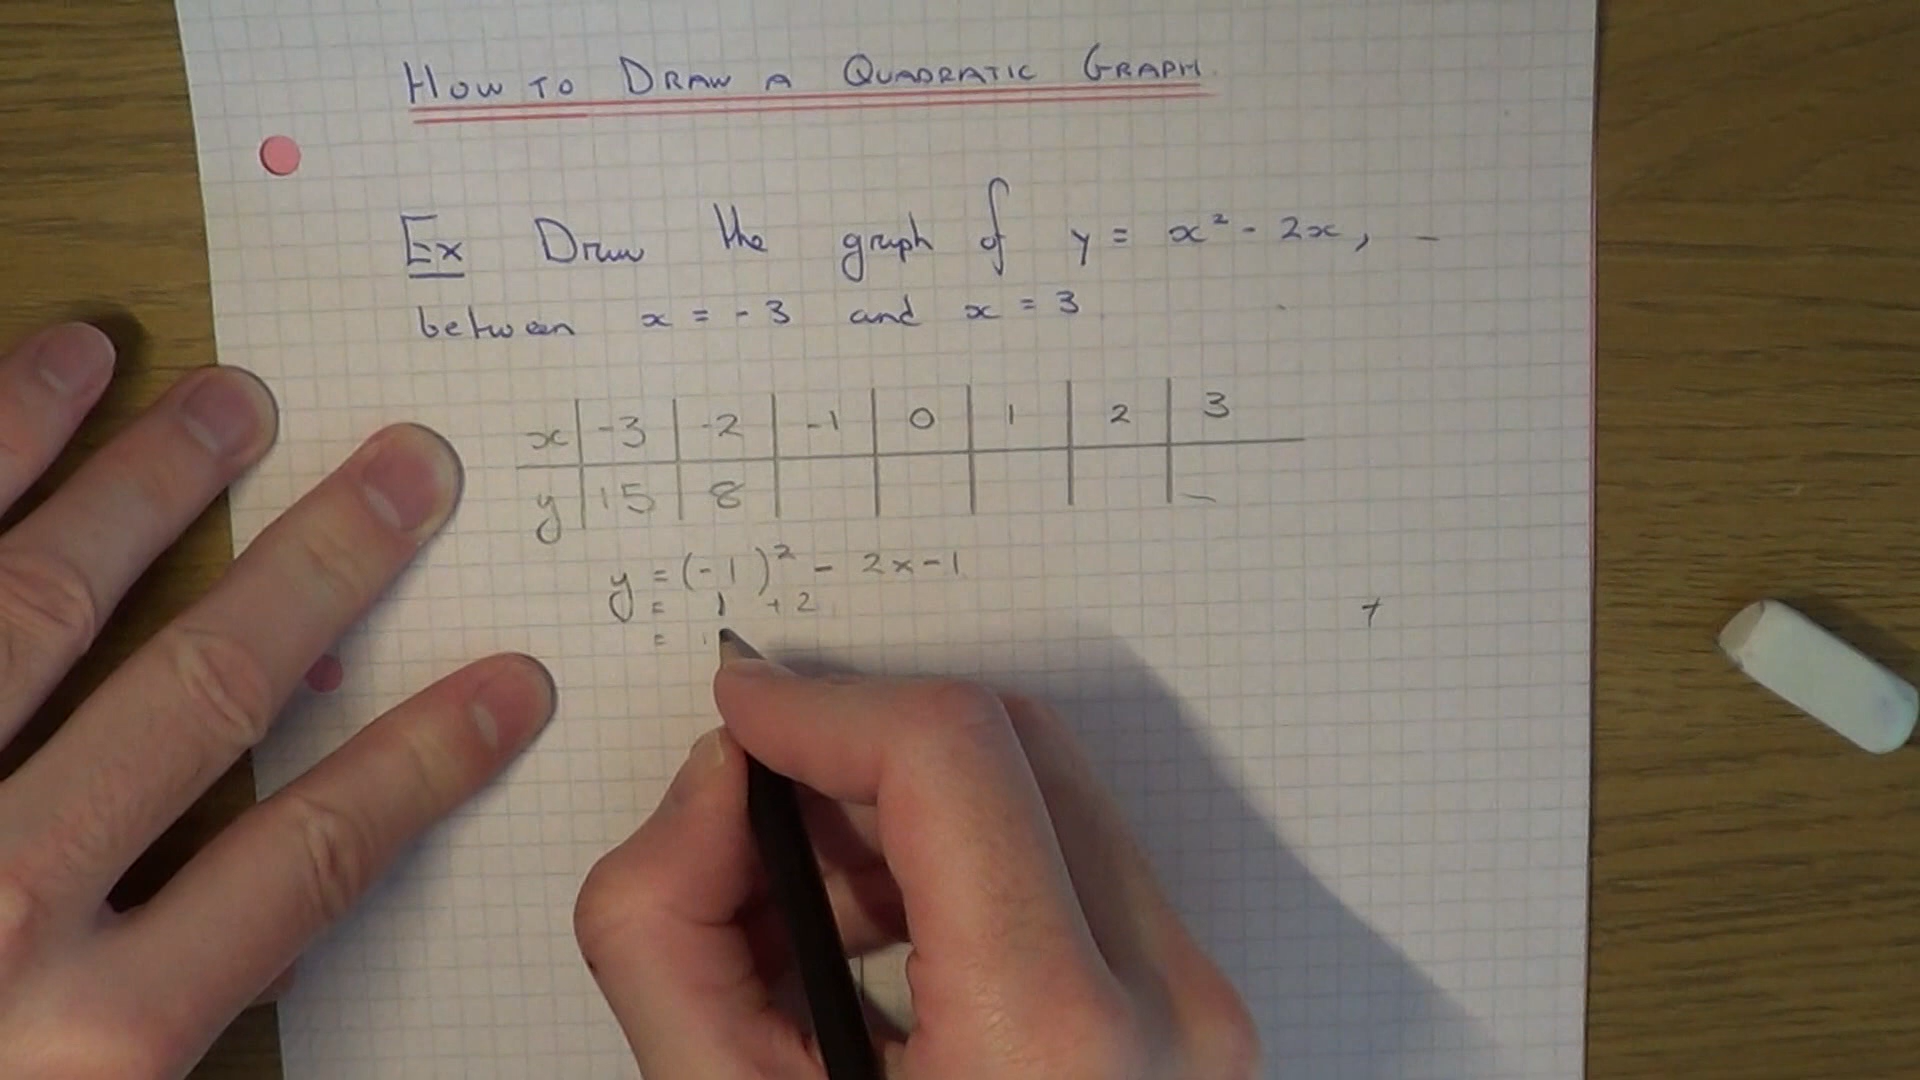 HOW TO DRAW A QUADRATIC GRAPH
Ex Draw the graph of y = x² - 2x,
between x = -3 and x = 3
x -3 -2 -1 0 1 2 3
y 15 8
y = (-1)² - 2x-1
= 1 + 2
=